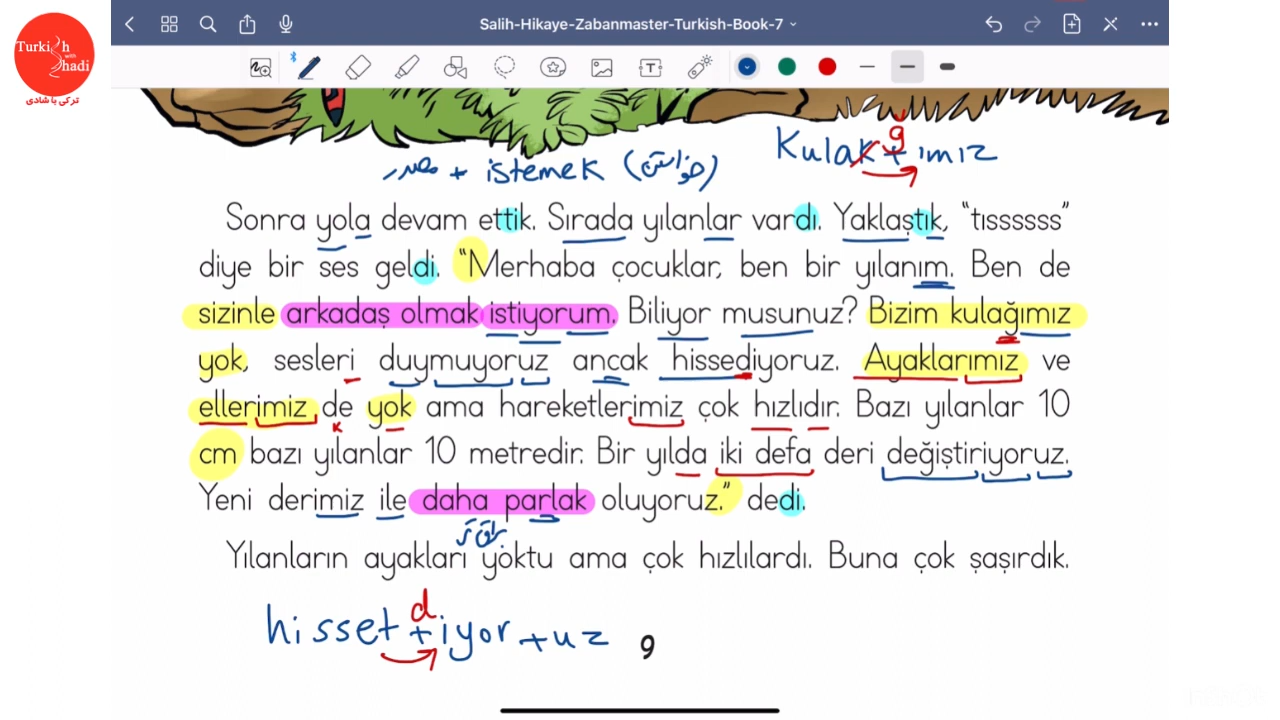 Turkish
with
Shadi
ترکی با شادی
Salih-Hikaye-Zabanmaster-Turkish-Book-7
T
Kulak + ımız
ğ
مصدر + istemek (خواستن)
Sonra yola devam ettik. Sırada yılanlar vardı. Yaklaştık, “tıssssss”
diye bir ses geldi. “Merhaba çocuklar, ben bir yılanım. Ben de
sizinle arkadaş olmak istiyorum. Biliyor musunuz? Bizim kulağımız
yok, sesleri duymuyoruz ancak hissediyoruz. Ayaklarımız ve
ellerimiz de yok ama hareketlerimiz çok hızlıdır. Bazı yılanlar 10
cm bazı yılanlar 10 metredir. Bir yılda iki defa deri değiştiriyoruz.
Yeni derimiz ile daha parlak oluyoruz.” dedi.
Yılanların ayakları yoktu ama çok hızlılardı. Buna çok şaşırdık.
d
hisset + iyor + uz
9